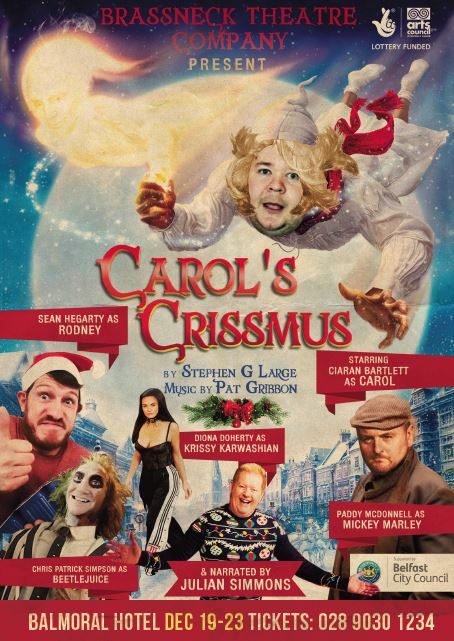 BRASSNECK THEATRE
COMPANY
PRESENT
arts
council
LOTTERY FUNDED
CAROL'S
CRISSMUS
BY STEPHEN G LARGE
MUSIC BY PAT GRIBBON
SEAN HEGARTY AS
RODNEY
STARRING
CIARAN BARTLETT
AS CAROL
DIONA DOHERTY AS
KRISSY KARWASHIAN
PADDY MCDONELL AS
MICKEY MARLEY
CHRIS PATRICK SIMPSON AS
BEETLEJUICE
& NARRATED BY
JULIAN SIMMONS
Supported by
Belfast
City Council
BALMORAL HOTEL DEC 19-23 TICKETS: 028 9030 1234